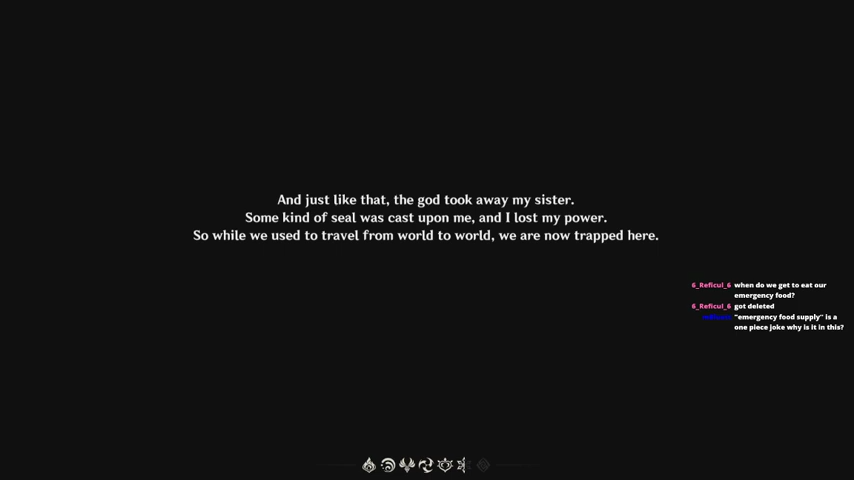 And just like that, the god took away my sister.
Some kind of seal was cast upon me, and I lost my power.
So while we used to travel from world to world, we are now trapped here.
6_Reficul_6 when do we get to eat our
emergency food?
6_Reficul_6 got deleted
"emergency food supply" is a
one piece joke why is it in this?